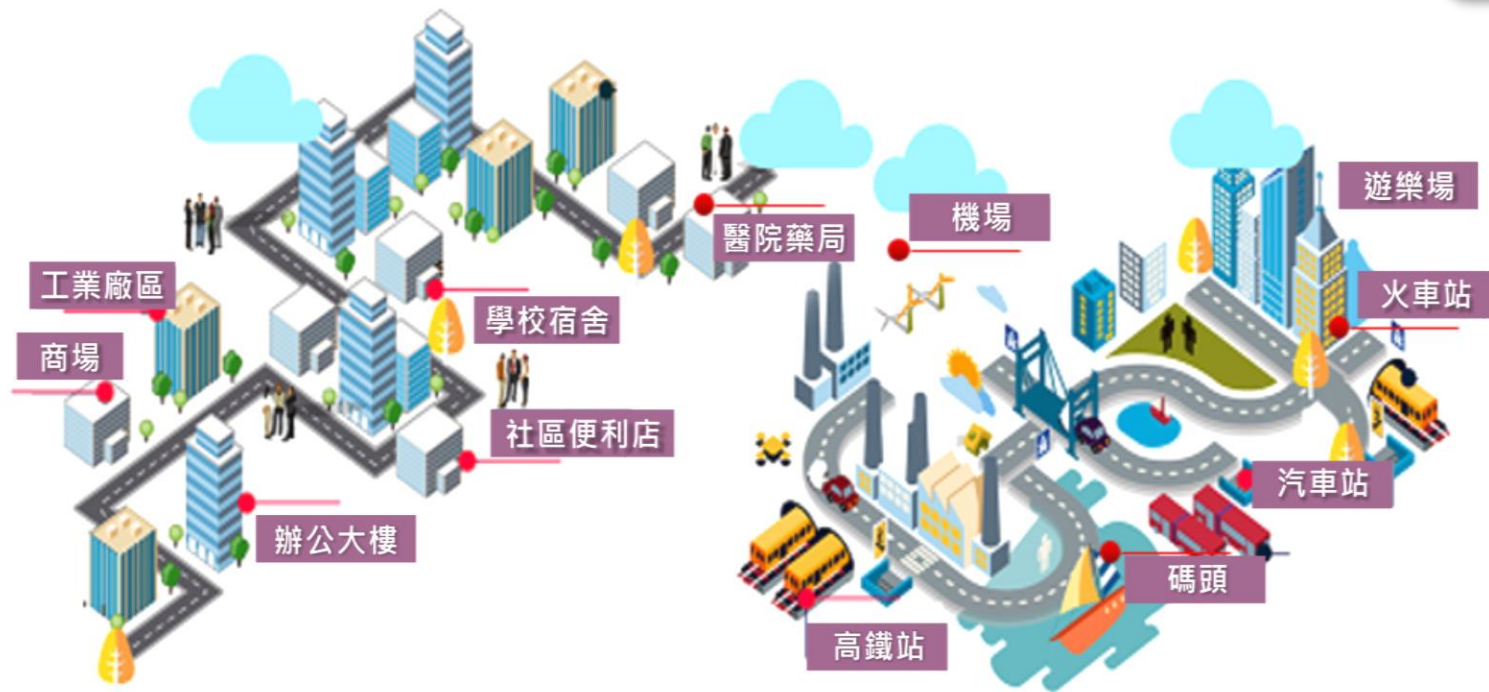 遊樂場
機場
醫院藥局
工業廠區
火車站
學校宿舍
商場
社區便利店
汽車站
辦公大樓
碼頭
高鐵站